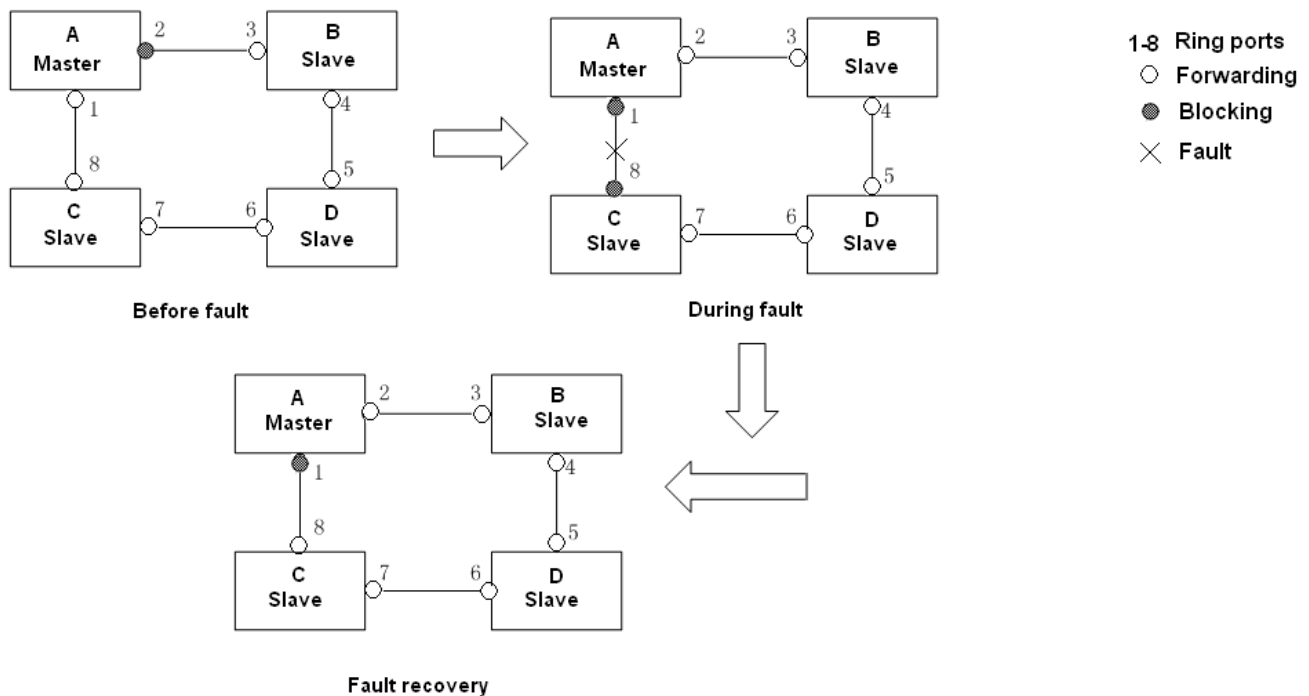 A
Master
2
3
B
Slave
1
4
8
5
C
Slave
7
6
D
Slave
Before fault
A
Master
2
3
B
Slave
1
4
8
5
C
Slave
7
6
D
Slave
During fault
1-8 Ring ports
Forwarding
Blocking
Fault
A
Master
2
3
B
Slave
1
4
8
5
C
Slave
7
6
D
Slave
Fault recovery